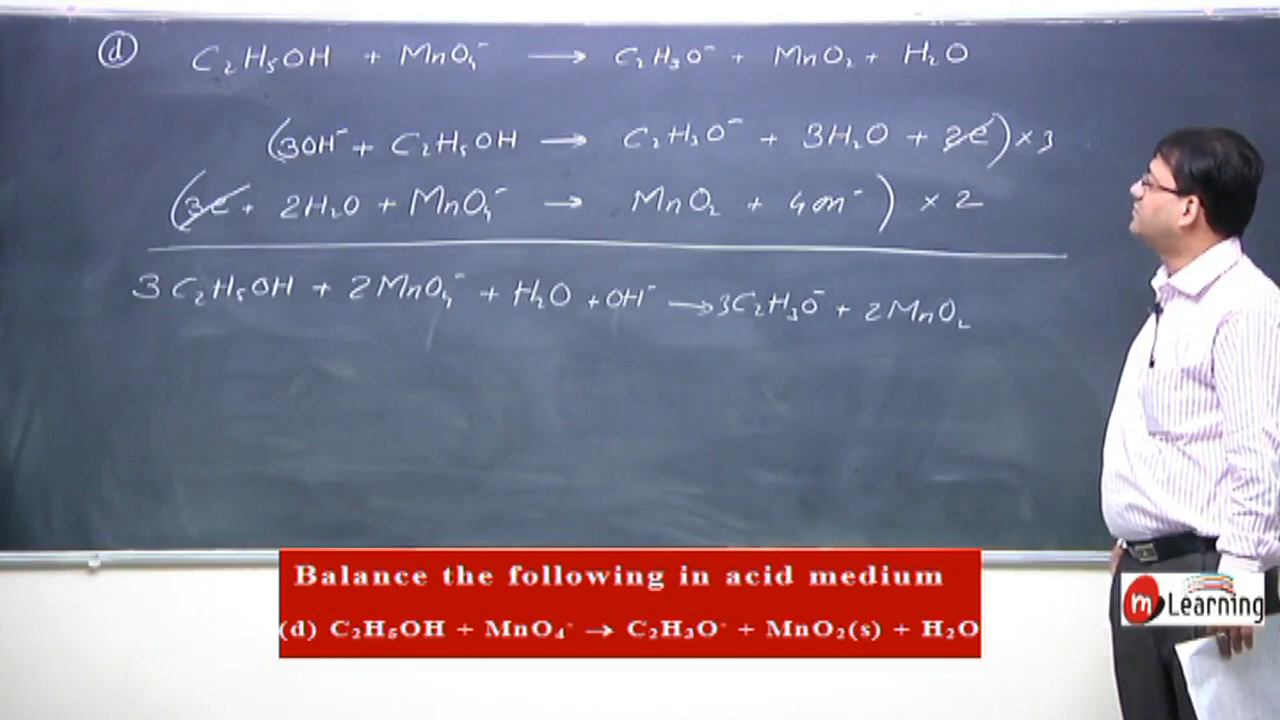 (d) C₂H₅OH + MnO₄⁻ → C₂H₃O⁻ + MnO₂ + H₂O
(3OH⁻ + C₂H₅OH → C₂H₃O⁻ + 3H₂O + 2e) × 3
(3e + 2H₂O + MnO₄⁻ → MnO₂ + 4OH⁻) × 2
3C₂H₅OH + 2MnO₄⁻ + H₂O + OH⁻ → 3C₂H₃O⁻ + 2MnO₂
Balance the following in acid medium
(d) C₂H₅OH + MnO₄⁻ → C₂H₃O⁻ + MnO₂(s) + H₂O
m Learning